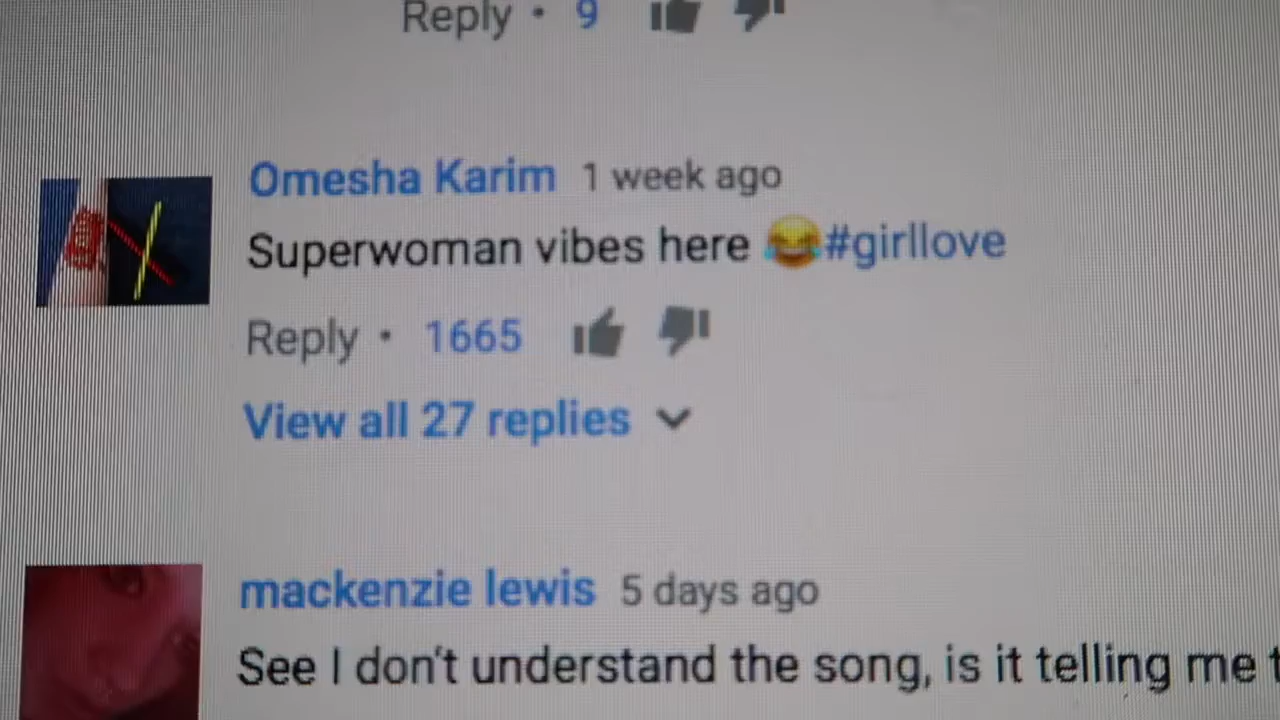 Reply • 9
Omesha Karim 1 week ago
Superwoman vibes here 😂#girllove
Reply • 1665
View all 27 replies
mackenzie lewis 5 days ago
See I don't understand the song, is it telling me